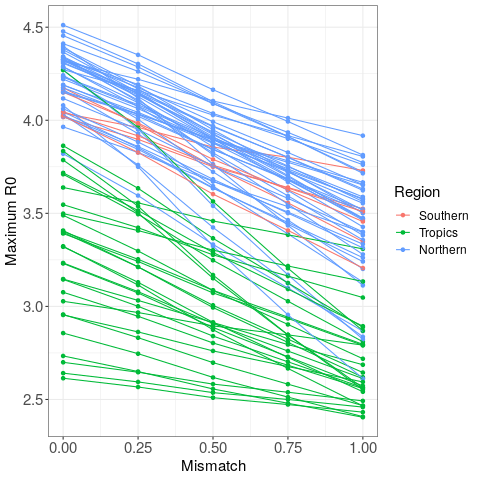 4.5
4.0
3.5
3.0
2.5
Maximum R0
0.00 0.25 0.50 0.75 1.00
Mismatch
Region
Southern
Tropics
Northern